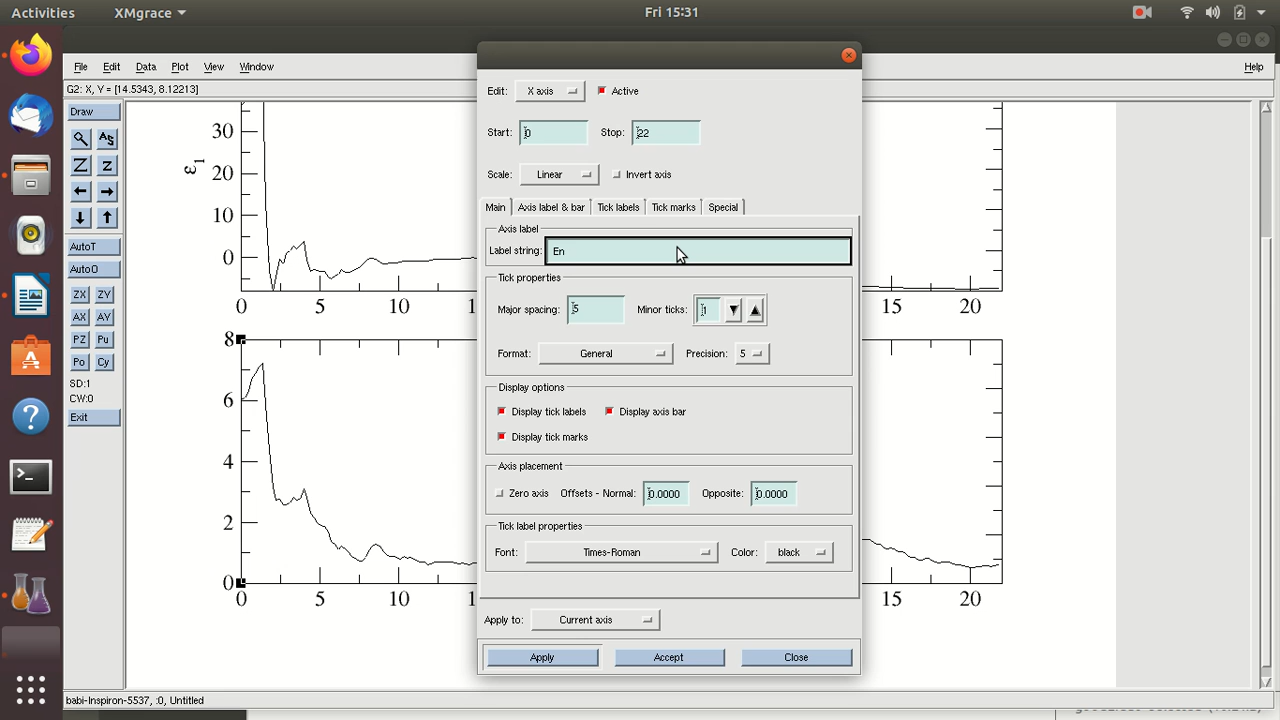 Activities
XMgrace
Fri 15:31
File Edit Data Plot View Window
Help
G2: X, Y = [14.5343, 8.12213]
Draw
A S
Z z
AutoT
AutoO
ZX ZY
AX AY
PZ Pu
Po Cy
SD:1
CW:0
Exit
30
20
10
0
ε1
0 5 10 15 20
8
6
4
2
0
0 5 10 15 20
Edit: X axis Active
Start: 0 Stop: 22
Scale: Linear Invert axis
Main Axis label & bar Tick labels Tick marks Special
Axis label
Label string: En
Tick properties
Major spacing: 5 Minor ticks: 1
Format: General Precision: 5
Display options
Display tick labels Display axis bar
Display tick marks
Axis placement
Zero axis Offsets - Normal: 0.0000 Opposite: 0.0000
Tick label properties
Font: Times-Roman Color: black
Apply to: Current axis
Apply Accept Close
babi-Inspiron-5537, :0, Untitled